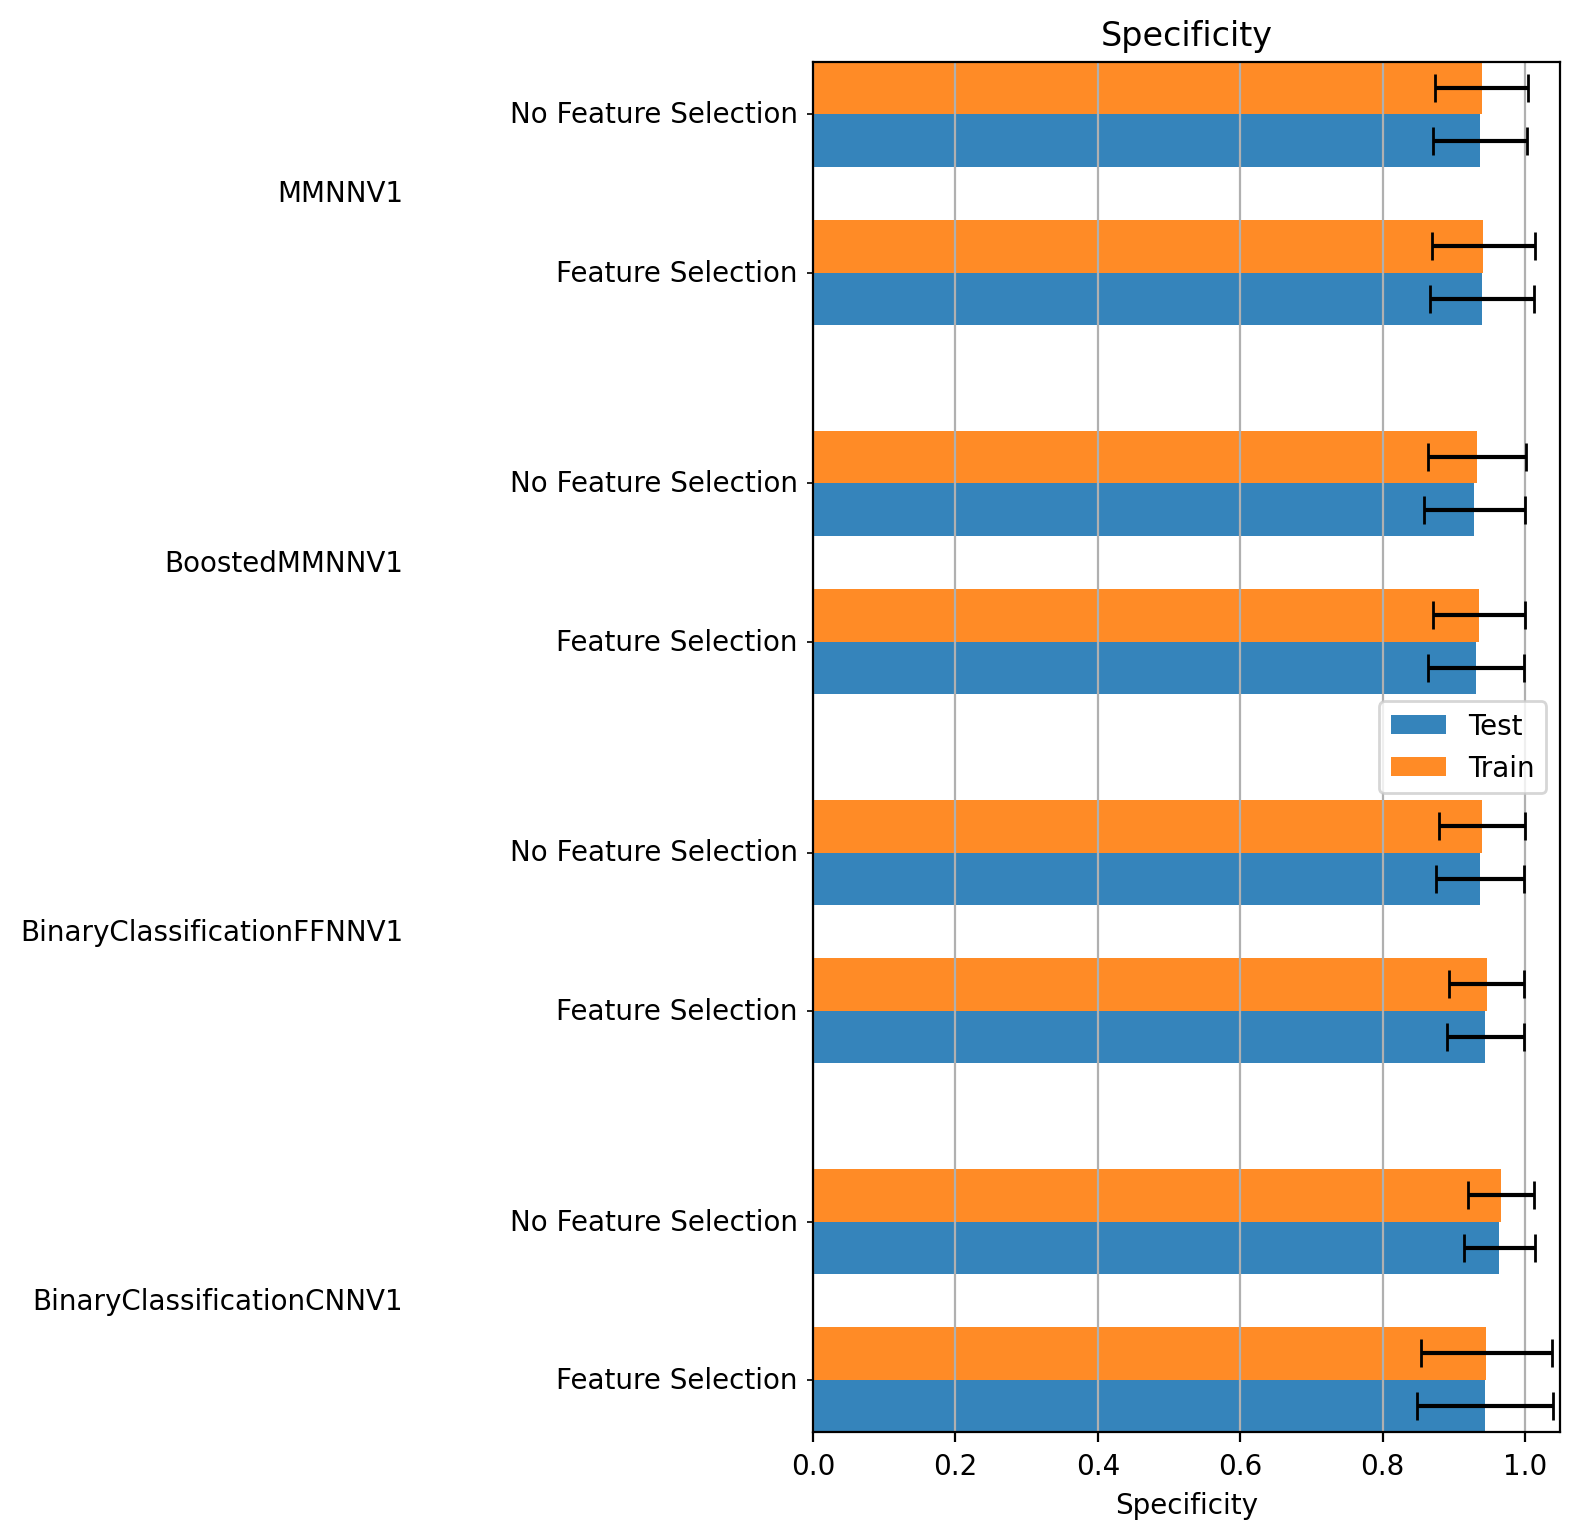 Specificity
No Feature Selection
MMNNV1
Feature Selection
No Feature Selection
BoostedMMNNV1
Feature Selection
Test
Train
No Feature Selection
BinaryClassificationFFNNV1
Feature Selection
No Feature Selection
BinaryClassificationCNNV1
Feature Selection
0.0 0.2 0.4 0.6 0.8 1.0
Specificity